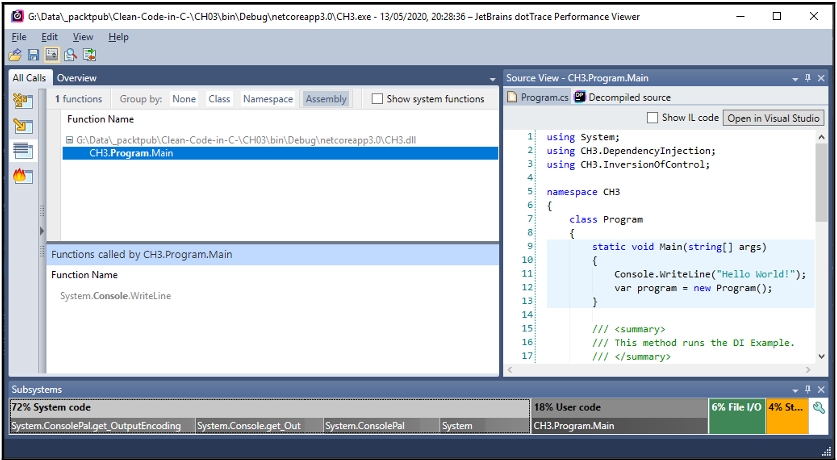 G:\Data\_packtpub\Clean-Code-in-C-\CH03\bin\Debug\netcoreapp3.0\CH3.exe - 13/05/2020, 20:28:36 – JetBrains dotTrace Performance Viewer
File Edit View Help
All Calls Overview
1 functions Group by: None Class Namespace Assembly Show system functions
Function Name
G:\Data\_packtpub\Clean-Code-in-C-\CH03\bin\Debug\netcoreapp3.0\CH3.dll
CH3.Program.Main
Functions called by CH3.Program.Main
Function Name
System.Console.WriteLine
Source View - CH3.Program.Main
Program.cs Decompiled source
Show IL code Open in Visual Studio
1 using System;
2 using CH3.DependencyInjection;
3 using CH3.InversionOfControl;
4
5 namespace CH3
6 {
7 class Program
8 {
9 static void Main(string[] args)
10 {
11 Console.WriteLine("Hello World!");
12 var program = new Program();
13 }
14
15 /// <summary>
16 /// This method runs the DI Example.
17 /// </summary>
Subsystems
72% System code 18% User code 6% File I/O 4% St...
System.ConsolePal.get_OutputEncoding System.Console.get_Out System.ConsolePal System CH3.Program.Main